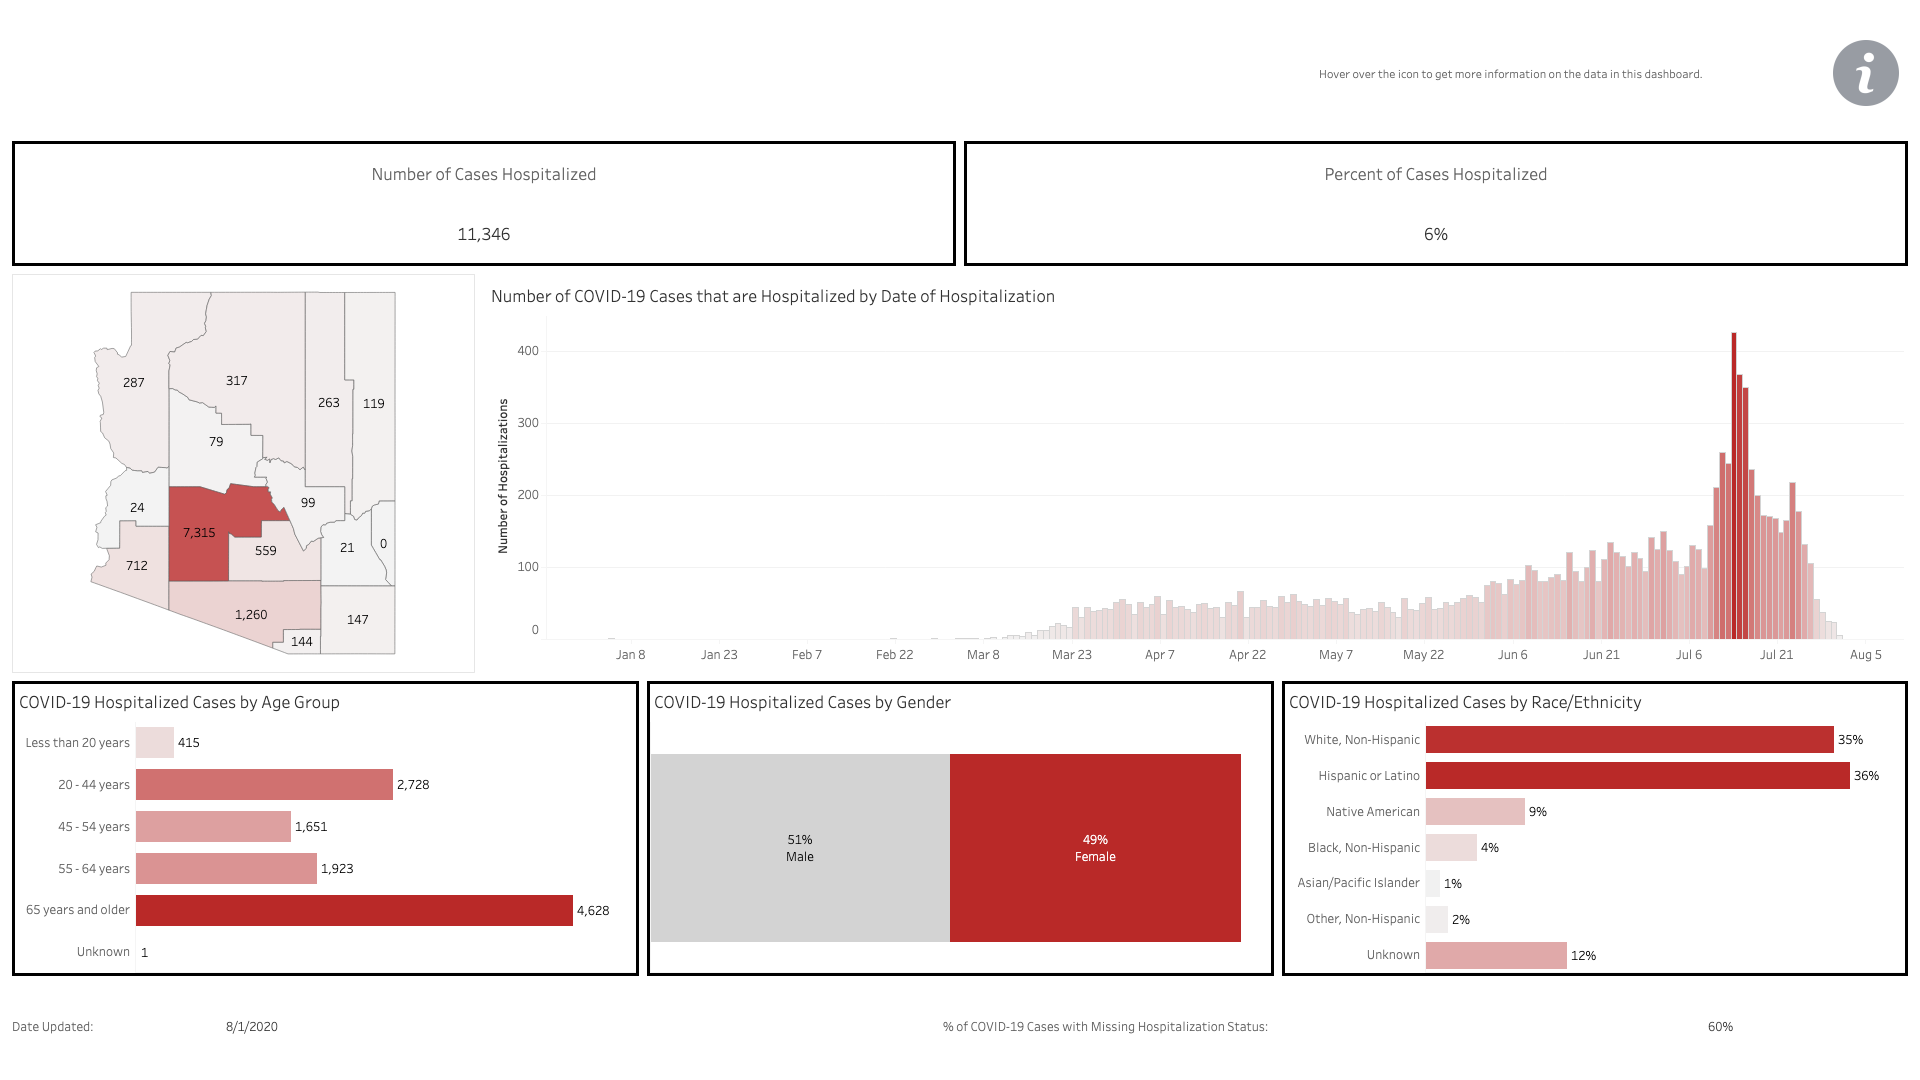 Hover over the icon to get more information on the data in this dashboard.
i
Number of Cases Hospitalized
11,346
Percent of Cases Hospitalized
6%
287
317
263
119
79
24
99
7,315
559
21
0
712
1,260
144
147
Number of COVID-19 Cases that are Hospitalized by Date of Hospitalization
Number of Hospitalizations
400
300
200
100
0
Jan 8
Jan 23
Feb 7
Feb 22
Mar 8
Mar 23
Apr 7
Apr 22
May 7
May 22
Jun 6
Jun 21
Jul 6
Jul 21
Aug 5
COVID-19 Hospitalized Cases by Age Group
Less than 20 years 415
20 - 44 years 2,728
45 - 54 years 1,651
55 - 64 years 1,923
65 years and older 4,628
Unknown 1
COVID-19 Hospitalized Cases by Gender
51%
Male
49%
Female
COVID-19 Hospitalized Cases by Race/Ethnicity
White, Non-Hispanic 35%
Hispanic or Latino 36%
Native American 9%
Black, Non-Hispanic 4%
Asian/Pacific Islander 1%
Other, Non-Hispanic 2%
Unknown 12%
Date Updated: 8/1/2020
% of COVID-19 Cases with Missing Hospitalization Status: 60%